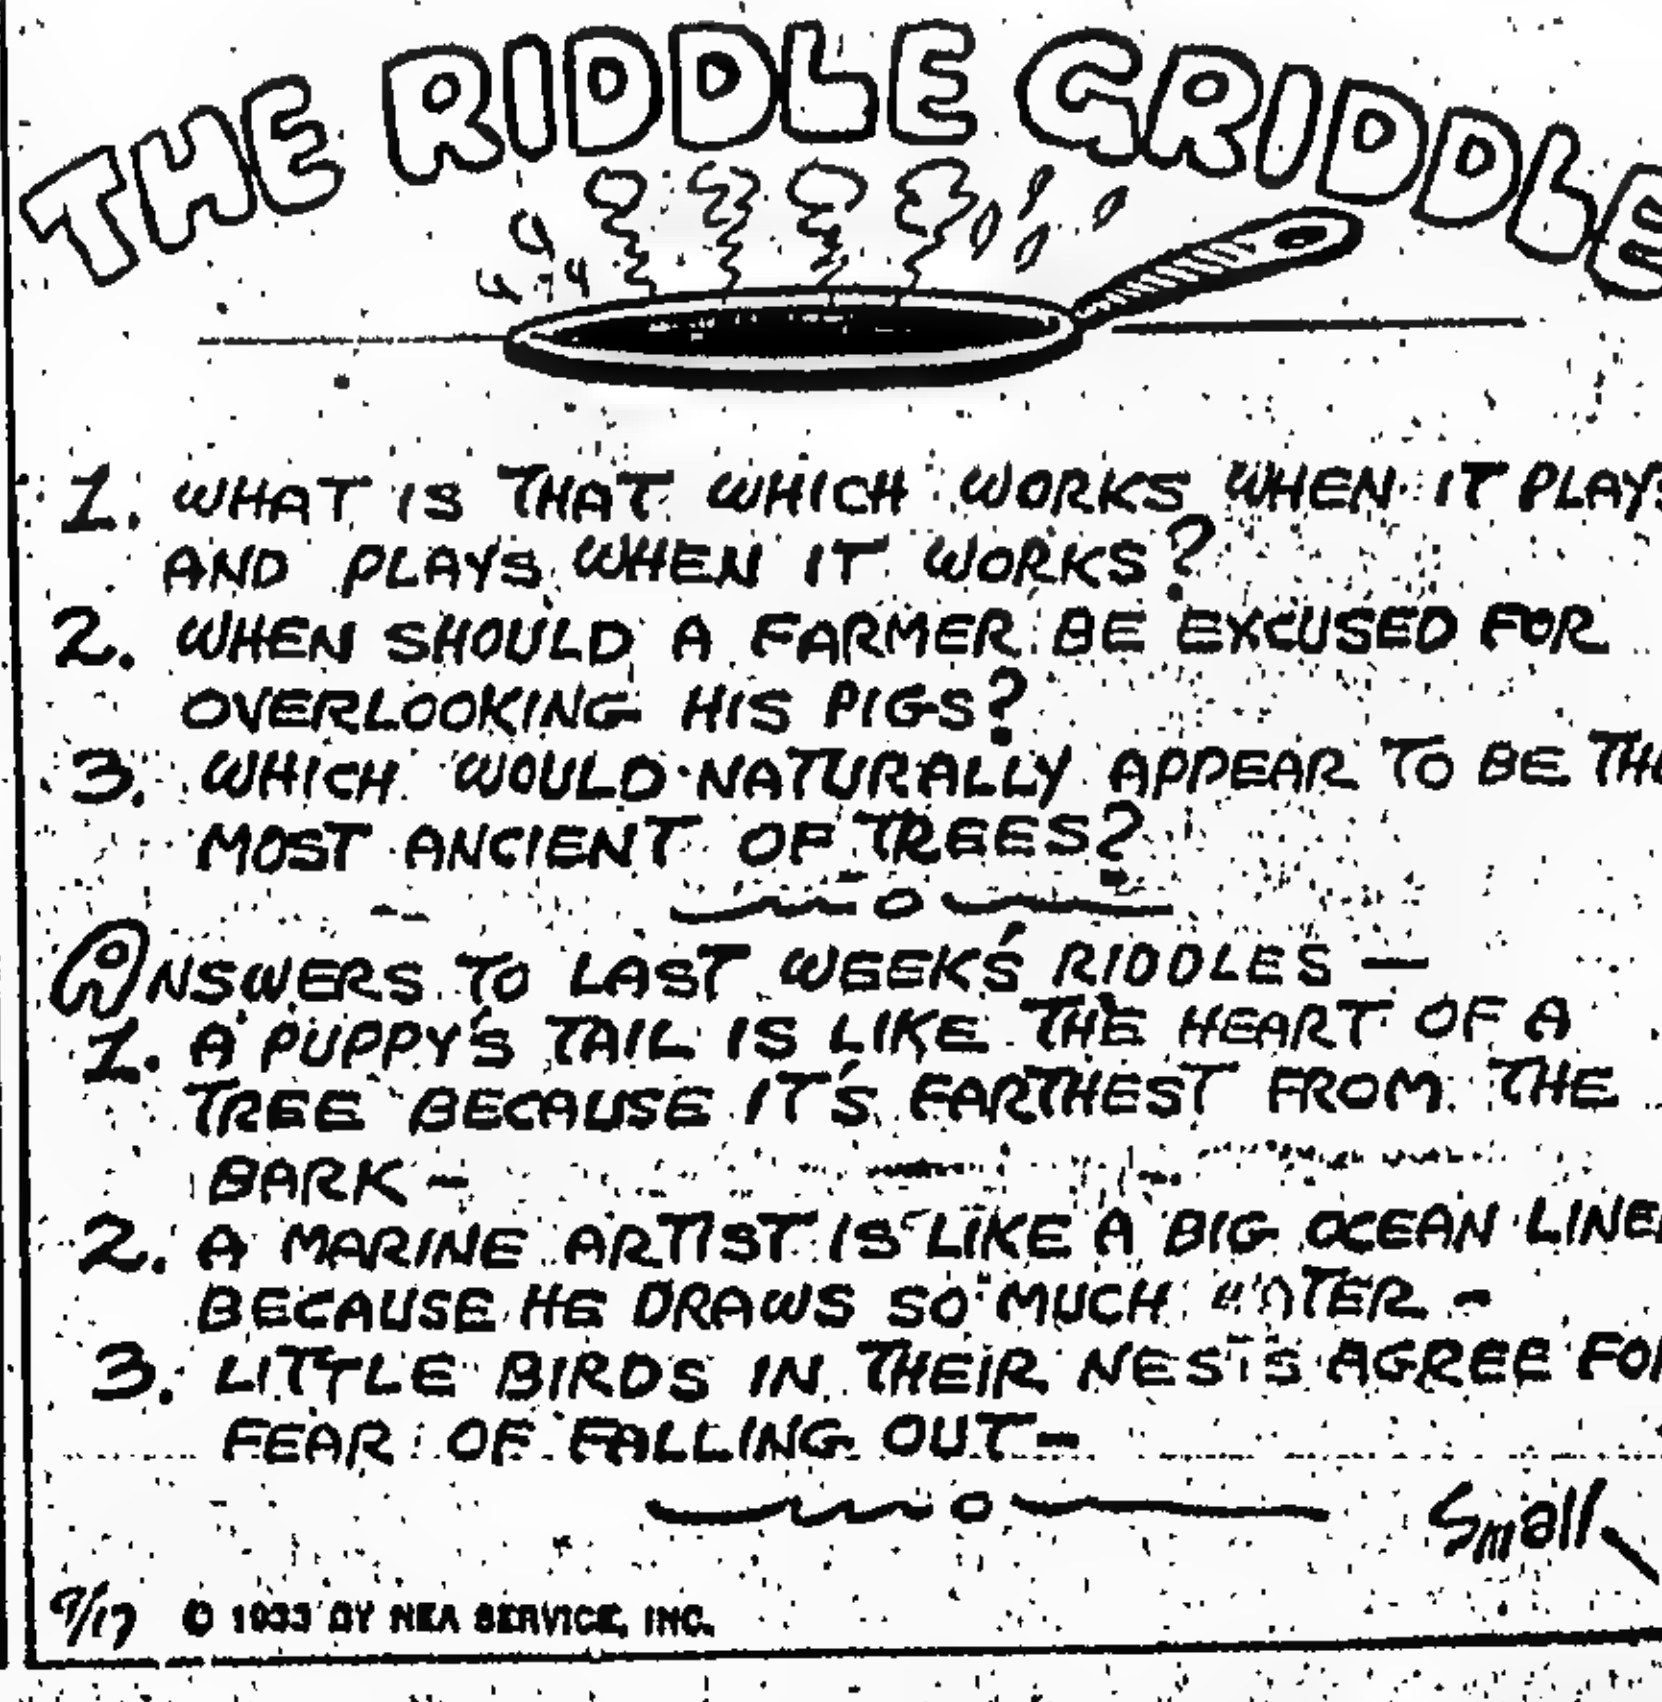 THE RIDDLE GRIDDLE
1. WHAT IS THAT WHICH WORKS WHEN IT PLAYS
AND PLAYS WHEN IT WORKS?
2. WHEN SHOULD A FARMER BE EXCUSED FOR
OVERLOOKING HIS PIGS?
3. WHICH WOULD NATURALLY APPEAR TO BE THE
MOST ANCIENT OF TREES?
ANSWERS TO LAST WEEK'S RIDDLES —
1. A PUPPY'S TAIL IS LIKE THE HEART OF A
TREE BECAUSE IT'S FARTHEST FROM THE
BARK -
2. A MARINE ARTIST IS LIKE A BIG OCEAN LINER
BECAUSE HE DRAWS SO MUCH WATER -
3. LITTLE BIRDS IN THEIR NESTS AGREE FOR
FEAR OF FALLING OUT -
Small
9/17 © 1933 BY NEA SERVICE, INC.